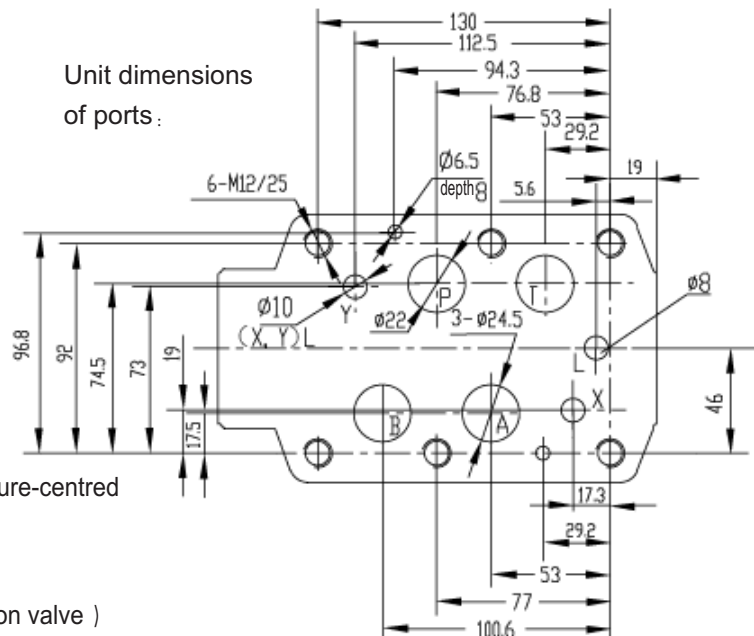 130
112.5
Unit dimensions
94.3
of ports :
76.8
53
29.2
Ø6.5
19
6-M12/25
depth8
5.6
P
T
Ø10
Y'
Ø22
3-Ø24.5
Ø8
(X, Y)L
L
96.8
92
74.5
73
19
17.5
X
46
B
A
ure-centred
17.3
29.2
53
on valve )
77
100.6